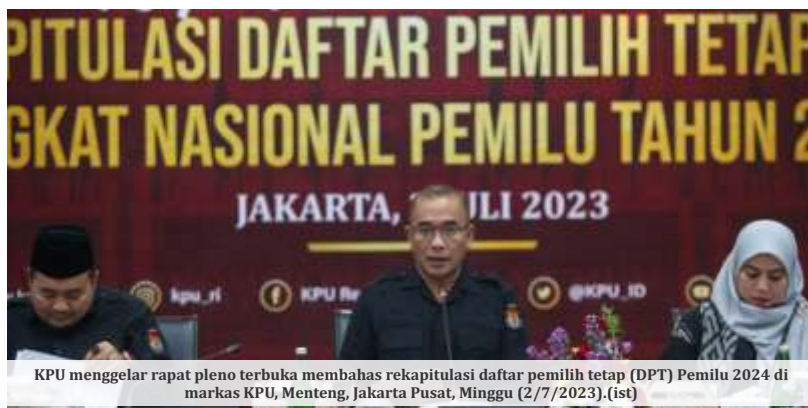 PITULASI DAFTAR PEMILIH TETAP
GKAT NASIONAL PEMILU TAHUN 2
JAKARTA, ULI 2023
kpu_ri
KPU Re
@KPU_ID
KPU menggelar rapat pleno terbuka membahas rekapitulasi daftar pemilih tetap (DPT) Pemilu 2024 di
markas KPU, Menteng, Jakarta Pusat, Minggu (2/7/2023).(ist)